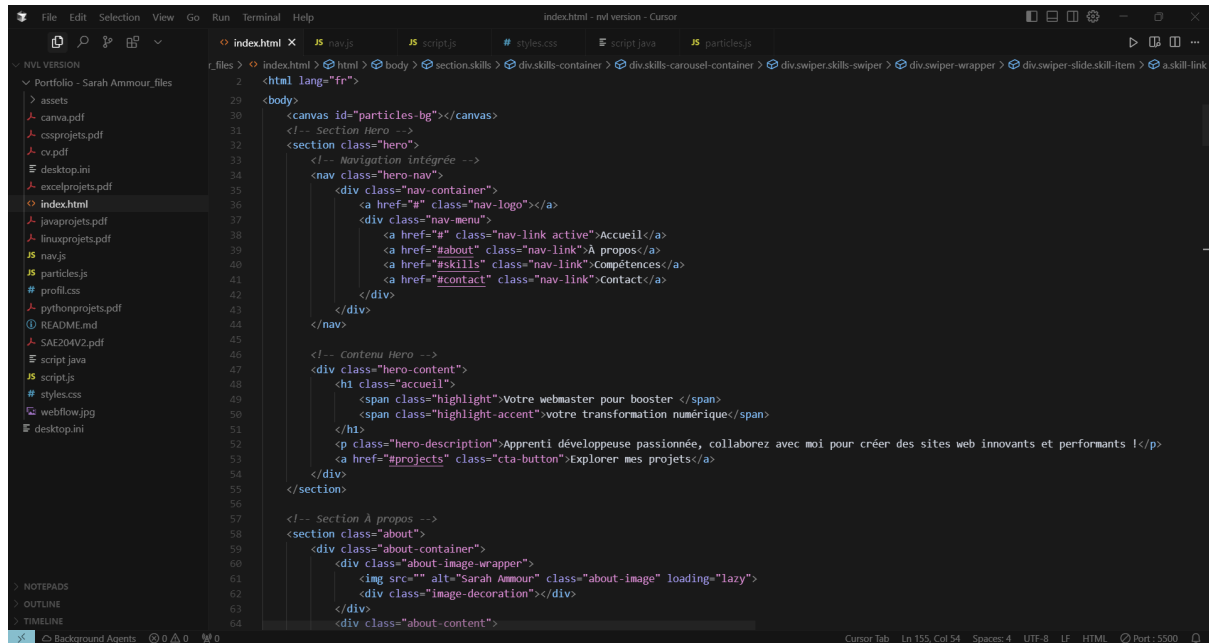 File Edit Selection View Go Run Terminal Help
index.html - nvl version - Cursor
index.html
JS nav.js
JS script.js
# styles.css
script java
JS particles.js
NVL VERSION
Portfolio - Sarah Ammour_files
assets
canva.pdf
cssprojets.pdf
cv.pdf
desktop.ini
excelprojets.pdf
index.html
javaprojets.pdf
linuxprojets.pdf
JS nav.js
JS particles.js
# profil.css
pythonprojets.pdf
README.md
SAE204V2.pdf
script java
JS script.js
# styles.css
webflow.jpg
desktop.ini
NOTEPADS
OUTLINE
TIMELINE
r_files > index.html > html > body > section.skills > div.skills-container > div.skills-carousel-container > div.swiper.skills-swiper > div.swiper-wrapper > div.swiper-slide.skill-item > a.skill-link
2 <html lang="fr">
29 <body>
30 <canvas id="particles-bg"></canvas>
31 <!-- Section Hero -->
32 <section class="hero">
33 <!-- Navigation intégrée -->
34 <nav class="hero-nav">
35 <div class="nav-container">
36 <a href="#" class="nav-logo"></a>
37 <div class="nav-menu">
38 <a href="#" class="nav-link active">Accueil</a>
39 <a href="#about" class="nav-link">À propos</a>
40 <a href="#skills" class="nav-link">Compétences</a>
41 <a href="#contact" class="nav-link">Contact</a>
42 </div>
43 </div>
44 </nav>
45
46 <!-- Contenu Hero -->
47 <div class="hero-content">
48 <h1 class="accueil">
49 <span class="highlight">Votre webmaster pour booster </span>
50 <span class="highlight-accent">votre transformation numérique</span>
51 </h1>
52 <p class="hero-description">Apprenti développeuse passionnée, collaborez avec moi pour créer des sites web innovants et performants !</p>
53 <a href="#projects" class="cta-button">Explorer mes projets</a>
54 </div>
55 </section>
56
57 <!-- Section À propos -->
58 <section class="about">
59 <div class="about-container">
60 <div class="about-image-wrapper">
61 <img src="" alt="Sarah Ammour" class="about-image" loading="lazy">
62 <div class="image-decoration"></div>
63 </div>
64 <div class="about-content">
Background Agents 0 0 0 Cursor Tab Ln 155, Col 54 Spaces: 4 UTF-8 LF HTML Port : 5500